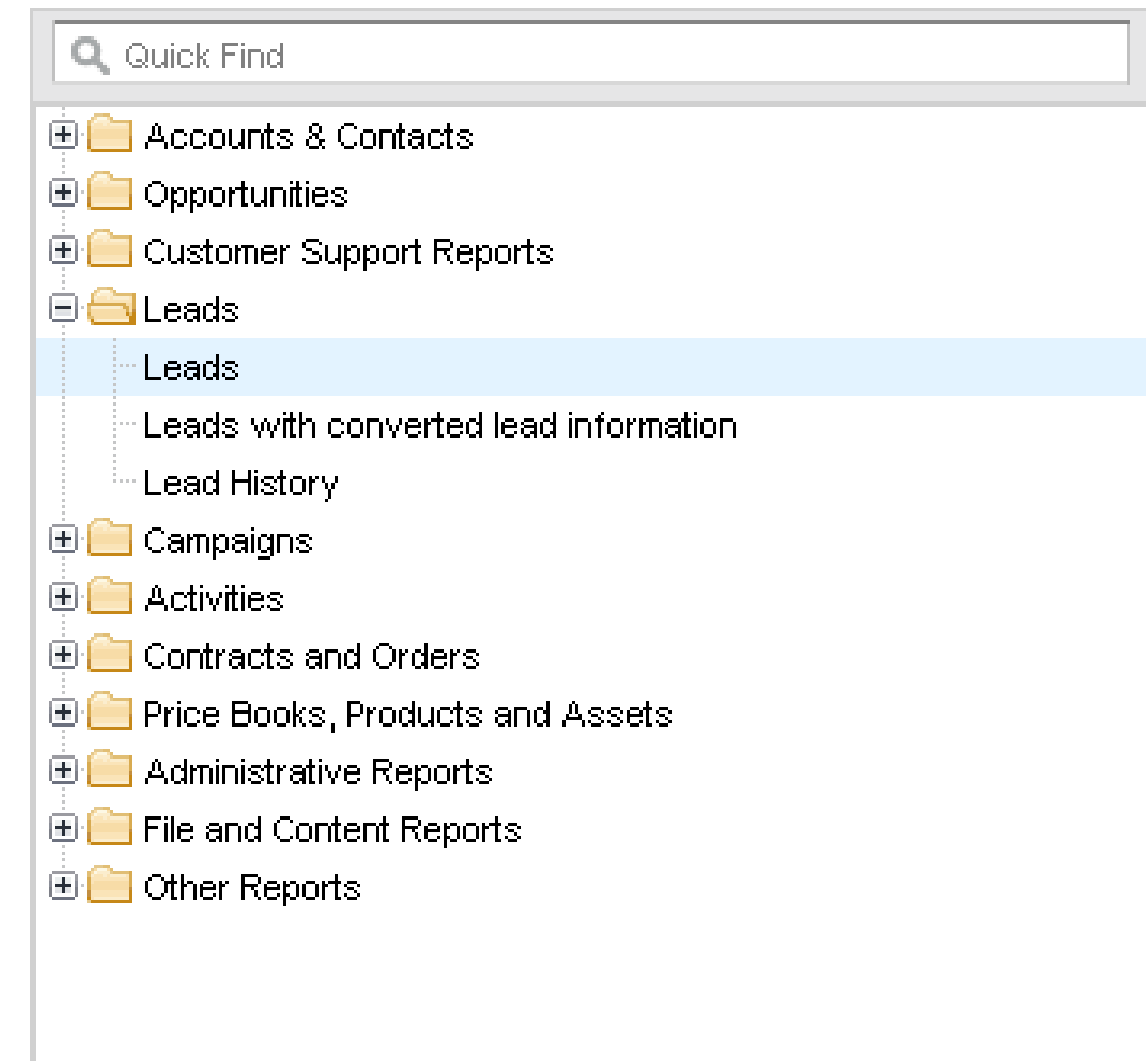 Quick Find
Accounts & Contacts
Opportunities
Customer Support Reports
Leads
Leads
Leads with converted lead information
Lead History
Campaigns
Activities
Contracts and Orders
Price Books, Products and Assets
Administrative Reports
File and Content Reports
Other Reports